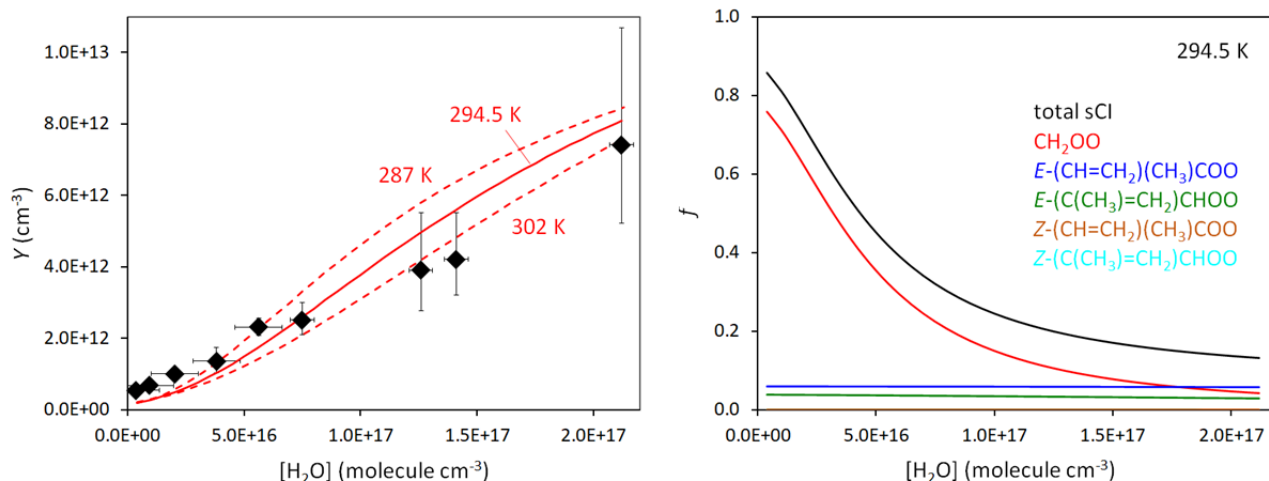 1.0E+13
8.0E+12
6.0E+12
4.0E+12
2.0E+12
0.0E+00
Y (cm⁻³)
294.5 K
287 K
302 K
0.0E+00 5.0E+16 1.0E+17 1.5E+17 2.0E+17
[H₂O] (molecule cm⁻³)
1.0
0.8
0.6
0.4
0.2
0.0
f
294.5 K
total sCI
CH₂OO
E-(CH=CH₂)(CH₃)COO
E-(C(CH₃)=CH₂)CHOO
Z-(CH=CH₂)(CH₃)COO
Z-(C(CH₃)=CH₂)CHOO
0.0E+00 5.0E+16 1.0E+17 1.5E+17 2.0E+17
[H₂O] (molecule cm⁻³)